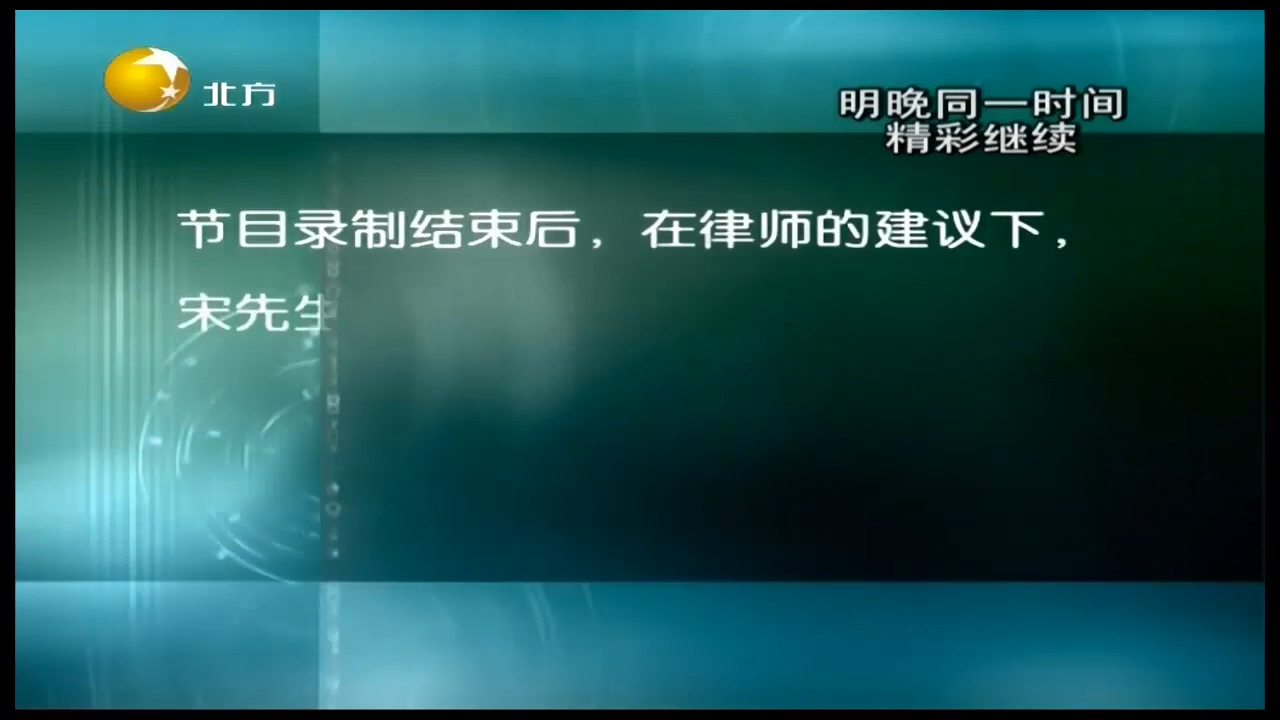 北方
明晚同一时间
精彩继续
节目录制结束后，在律师的建议下，
宋先生